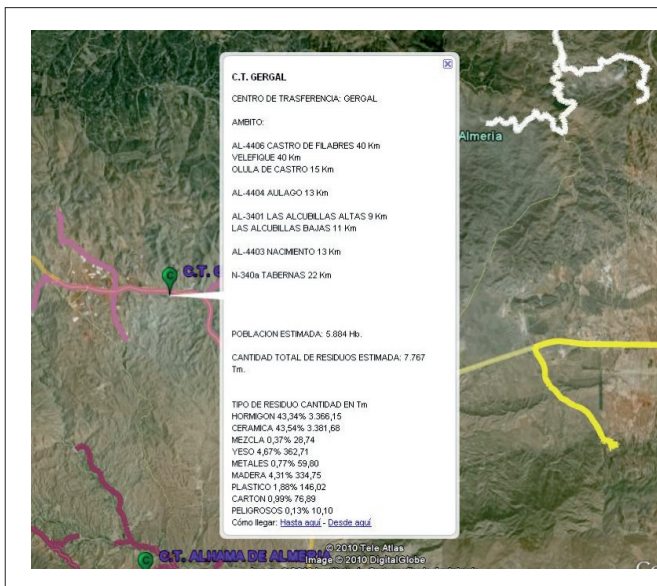 C.T. GERGAL
CENTRO DE TRASFERENCIA: GERGAL
AMBITO:
AL-4406 CASTRO DE FILABRES 40 Km
VELEFIQUE 40 Km
OLULA DE CASTRO 15 Km
AL-4404 AULAGO 13 Km
AL-3401 LAS ALCUBILLAS ALTAS 9 Km
LAS ALCUBILLAS BAJAS 11 Km
AL-4403 NACIMIENTO 13 Km
N-340a TABERNAS 22 Km
POBLACION ESTIMADA: 5.884 Hb.
CANTIDAD TOTAL DE RESIDUOS ESTIMADA: 7.767
Tm.
TIPO DE RESIDUO CANTIDAD EN Tm
HORMIGON 43,34% 3.366,15
CERAMICA 43,54% 3.381,68
MEZCLA 0,37% 28,74
YESO 4,67% 362,71
METALES 0,77% 59,80
MADERA 4,31% 334,75
PLASTICO 1,88% 146,02
CARTON 0,99% 76,89
PELIGROSOS 0,13% 10,10
Cómo llegar: Hasta aquí - Desde aquí
Almeria
C.T. G
C.T. ALHAMA DE ALMERIA
© 2010 Tele Atlas
Image © 2010 DigitalGlobe